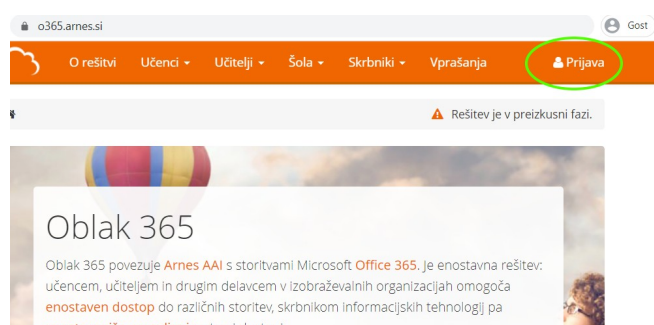 o365.arnes.si
Gost
O rešitvi Učenci Učitelji Šola Skrbniki Vprašanja Prijava
Rešitev je v preizkusni fazi.
Oblak 365
Oblak 365 povezuje Arnes AAI s storitvami Microsoft Office 365. Je enostavna rešitev:
učencem, učiteljem in drugim delavcem v izobraževalnih organizacijah omogoča
enostaven dostop do različnih storitev, skrbnikom informacijskih tehnologij pa